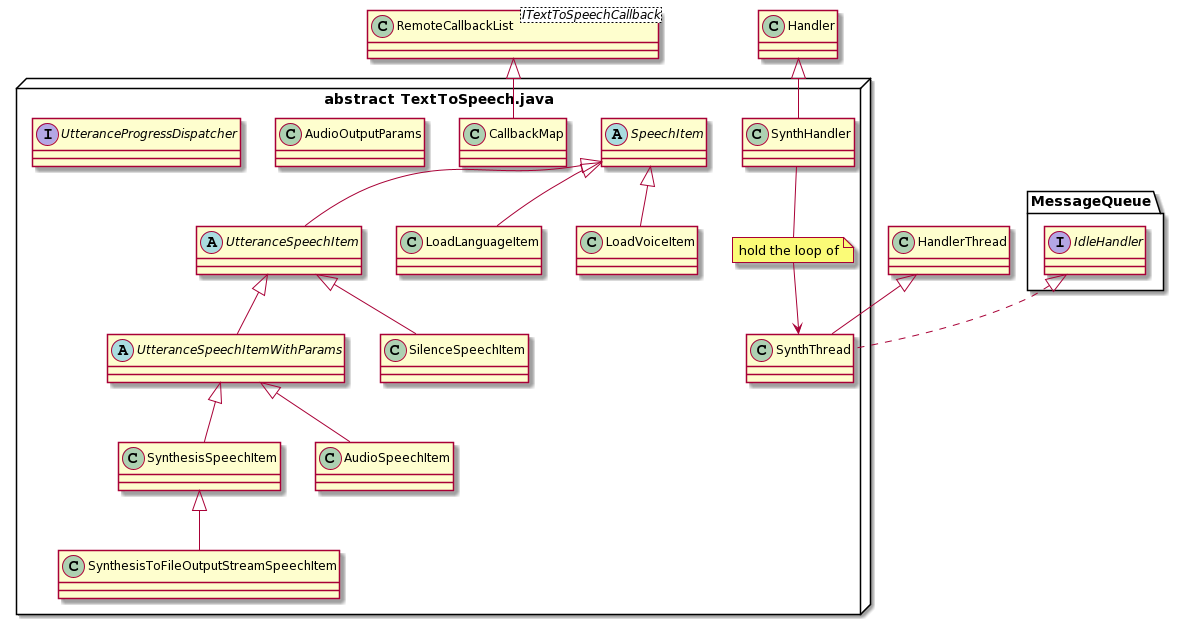 ITextToSpeechCallback
C RemoteCallbackList
C Handler
abstract TextToSpeech.java
I UtteranceProgressDispatcher
C AudioOutputParams
C CallbackMap
A SpeechItem
C SynthHandler
MessageQueue
A UtteranceSpeechItem
C LoadLanguageItem
C LoadVoiceItem
hold the loop of
C HandlerThread
I IdleHandler
A UtteranceSpeechItemWithParams
C SilenceSpeechItem
C SynthThread
C SynthesisSpeechItem
C AudioSpeechItem
C SynthesisToFileOutputStreamSpeechItem